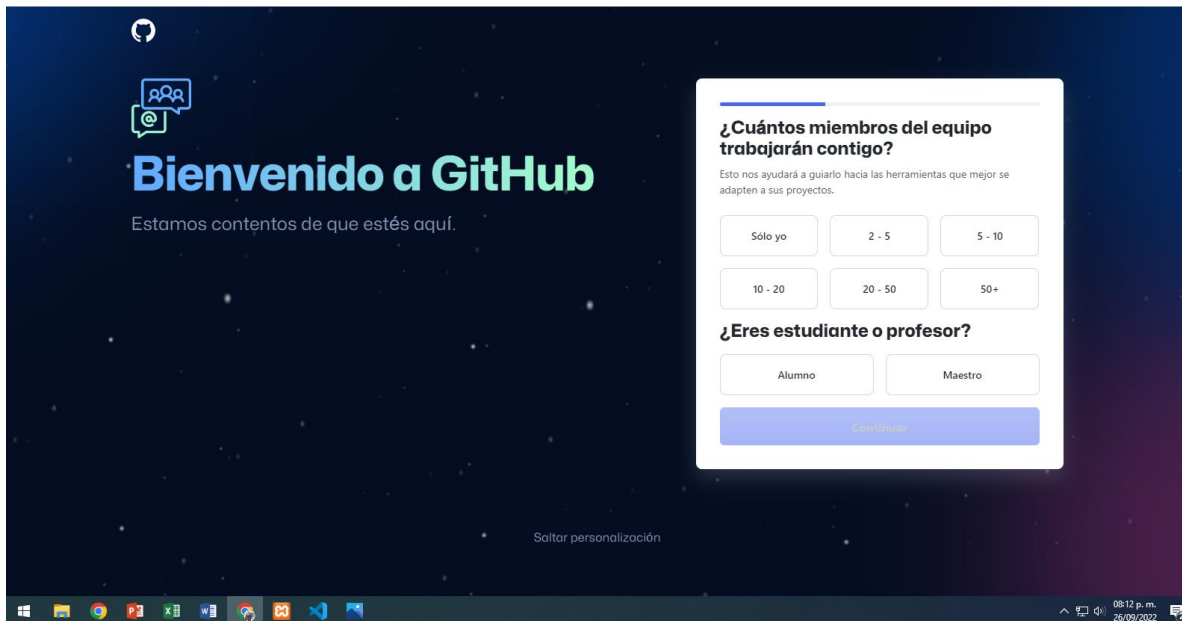 Bienvenido a GitHub
Estamos contentos de que estés aquí.
¿Cuántos miembros del equipo
trabajarán contigo?
Esto nos ayudará a guiarlo hacia las herramientas que mejor se
adapten a sus proyectos.
Sólo yo
2 - 5
5 - 10
10 - 20
20 - 50
50+
¿Eres estudiante o profesor?
Alumno
Maestro
Continuar
Saltar personalización
08:12 p. m.
26/09/2022